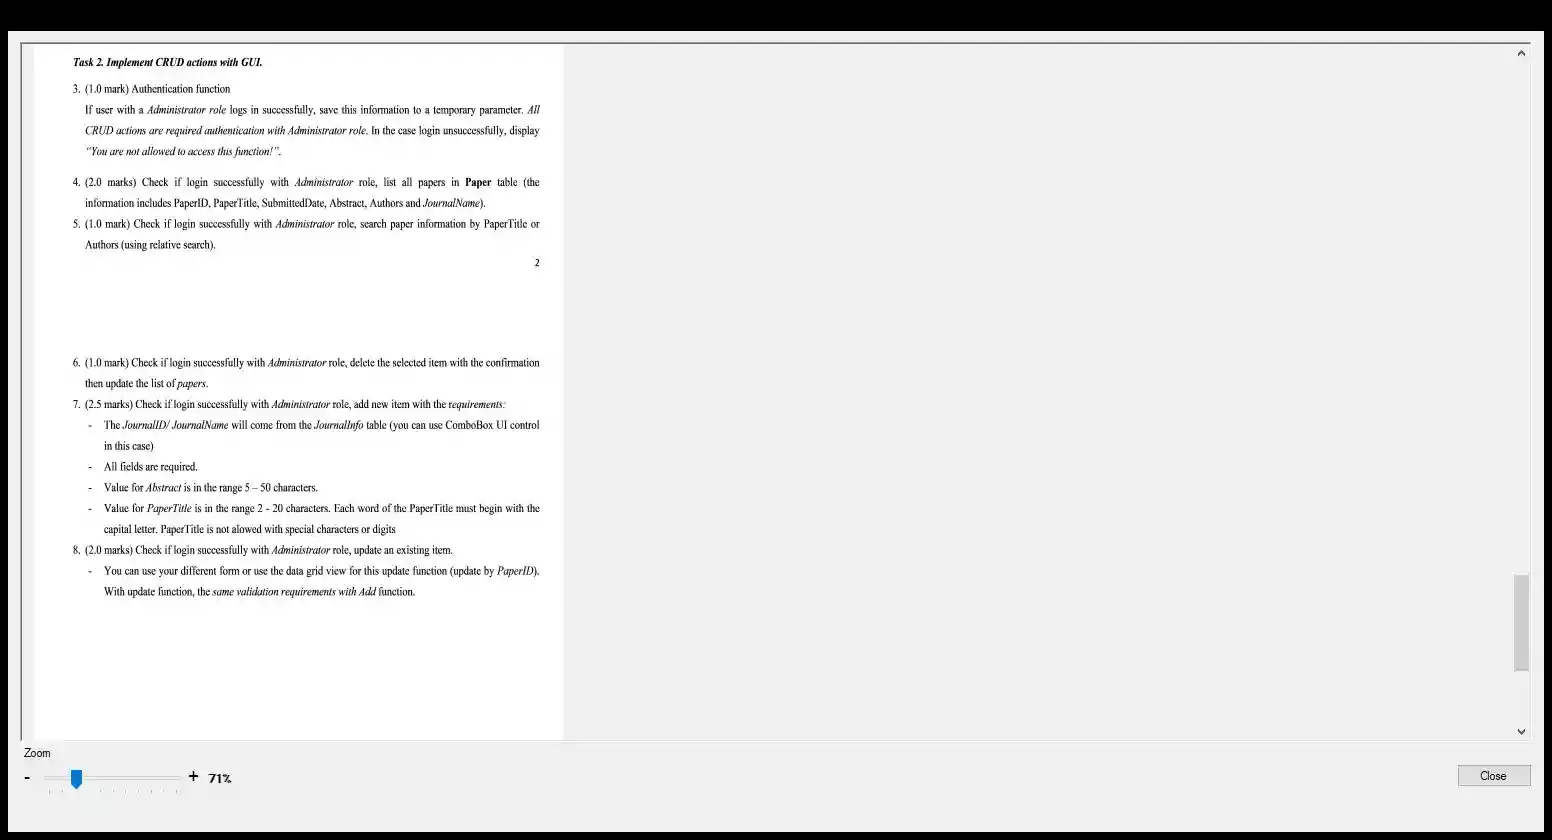 Task 2. Implement CRUD actions with GUI.
3. (1.0 mark) Authentication function
If user with a Administrator role logs in successfully, save this information to a temporary parameter. All
CRUD actions are required authentication with Administrator role. In the case login unsuccessfully, display
“You are not allowed to access this function!”.
4. (2.0 marks) Check if login successfully with Administrator role, list all papers in Paper table (the
information includes PaperID, PaperTitle, SubmittedDate, Abstract, Authors and JournalName).
5. (1.0 mark) Check if login successfully with Administrator role, search paper information by PaperTitle or
Authors (using relative search).
2
6. (1.0 mark) Check if login successfully with Administrator role, delete the selected item with the confirmation
then update the list of papers.
7. (2.5 marks) Check if login successfully with Administrator role, add new item with the requirements:
- The JournalID/ JournalName will come from the JournalInfo table (you can use ComboBox UI control
in this case)
- All fields are required.
- Value for Abstract is in the range 5 – 50 characters.
- Value for PaperTitle is in the range 2 - 20 characters. Each word of the PaperTitle must begin with the
capital letter. PaperTitle is not alowed with special characters or digits
8. (2.0 marks) Check if login successfully with Administrator role, update an existing item.
- You can use your different form or use the data grid view for this update function (update by PaperID).
With update function, the same validation requirements with Add function.
Zoom
- + 71%
Close